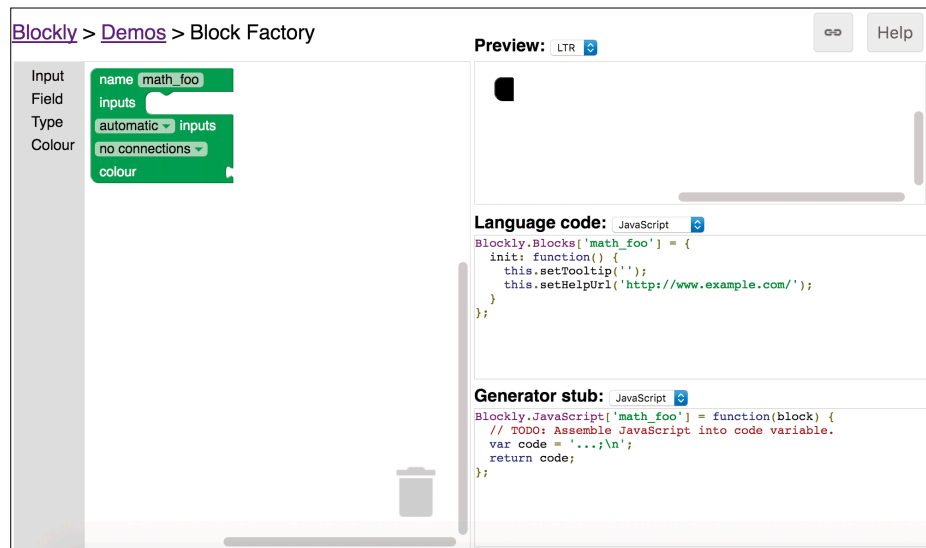 Blockly > Demos > Block Factory
Preview: LTR
Help
Input
Field
Type
Colour
name math_foo
inputs
automatic inputs
no connections
colour
Language code: JavaScript
Blockly.Blocks['math_foo'] = {
  init: function() {
    this.setTooltip('');
    this.setHelpUrl('http://www.example.com/');
  }
};
Generator stub: JavaScript
Blockly.JavaScript['math_foo'] = function(block) {
  // TODO: Assemble JavaScript into code variable.
  var code = '...;\n';
  return code;
};